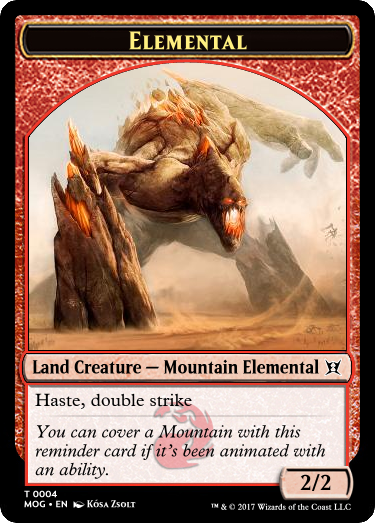 ELEMENTAL
Land Creature — Mountain Elemental
Haste, double strike
You can cover a Mountain with this
reminder card if it's been animated with
an ability.
2/2
T 0004
MOG • EN Kósa Zsolt
™ & © 2017 Wizards of the Coast LLC